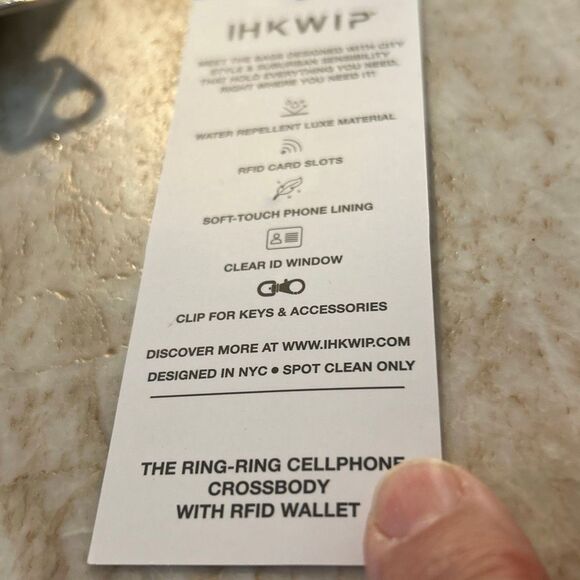 IHKWIP
MEET THE BAGS DESIGNED WITH CITY
STYLE & SUBURBAN SENSIBILITY
THAT HOLD EVERYTHING YOU NEED,
RIGHT WHERE YOU NEED IT!
WATER REPELLENT LUXE MATERIAL
RFID CARD SLOTS
SOFT-TOUCH PHONE LINING
CLEAR ID WINDOW
CLIP FOR KEYS & ACCESSORIES
DISCOVER MORE AT WWW.IHKWIP.COM
DESIGNED IN NYC • SPOT CLEAN ONLY
THE RING-RING CELLPHONE
CROSSBODY
WITH RFID WALLET